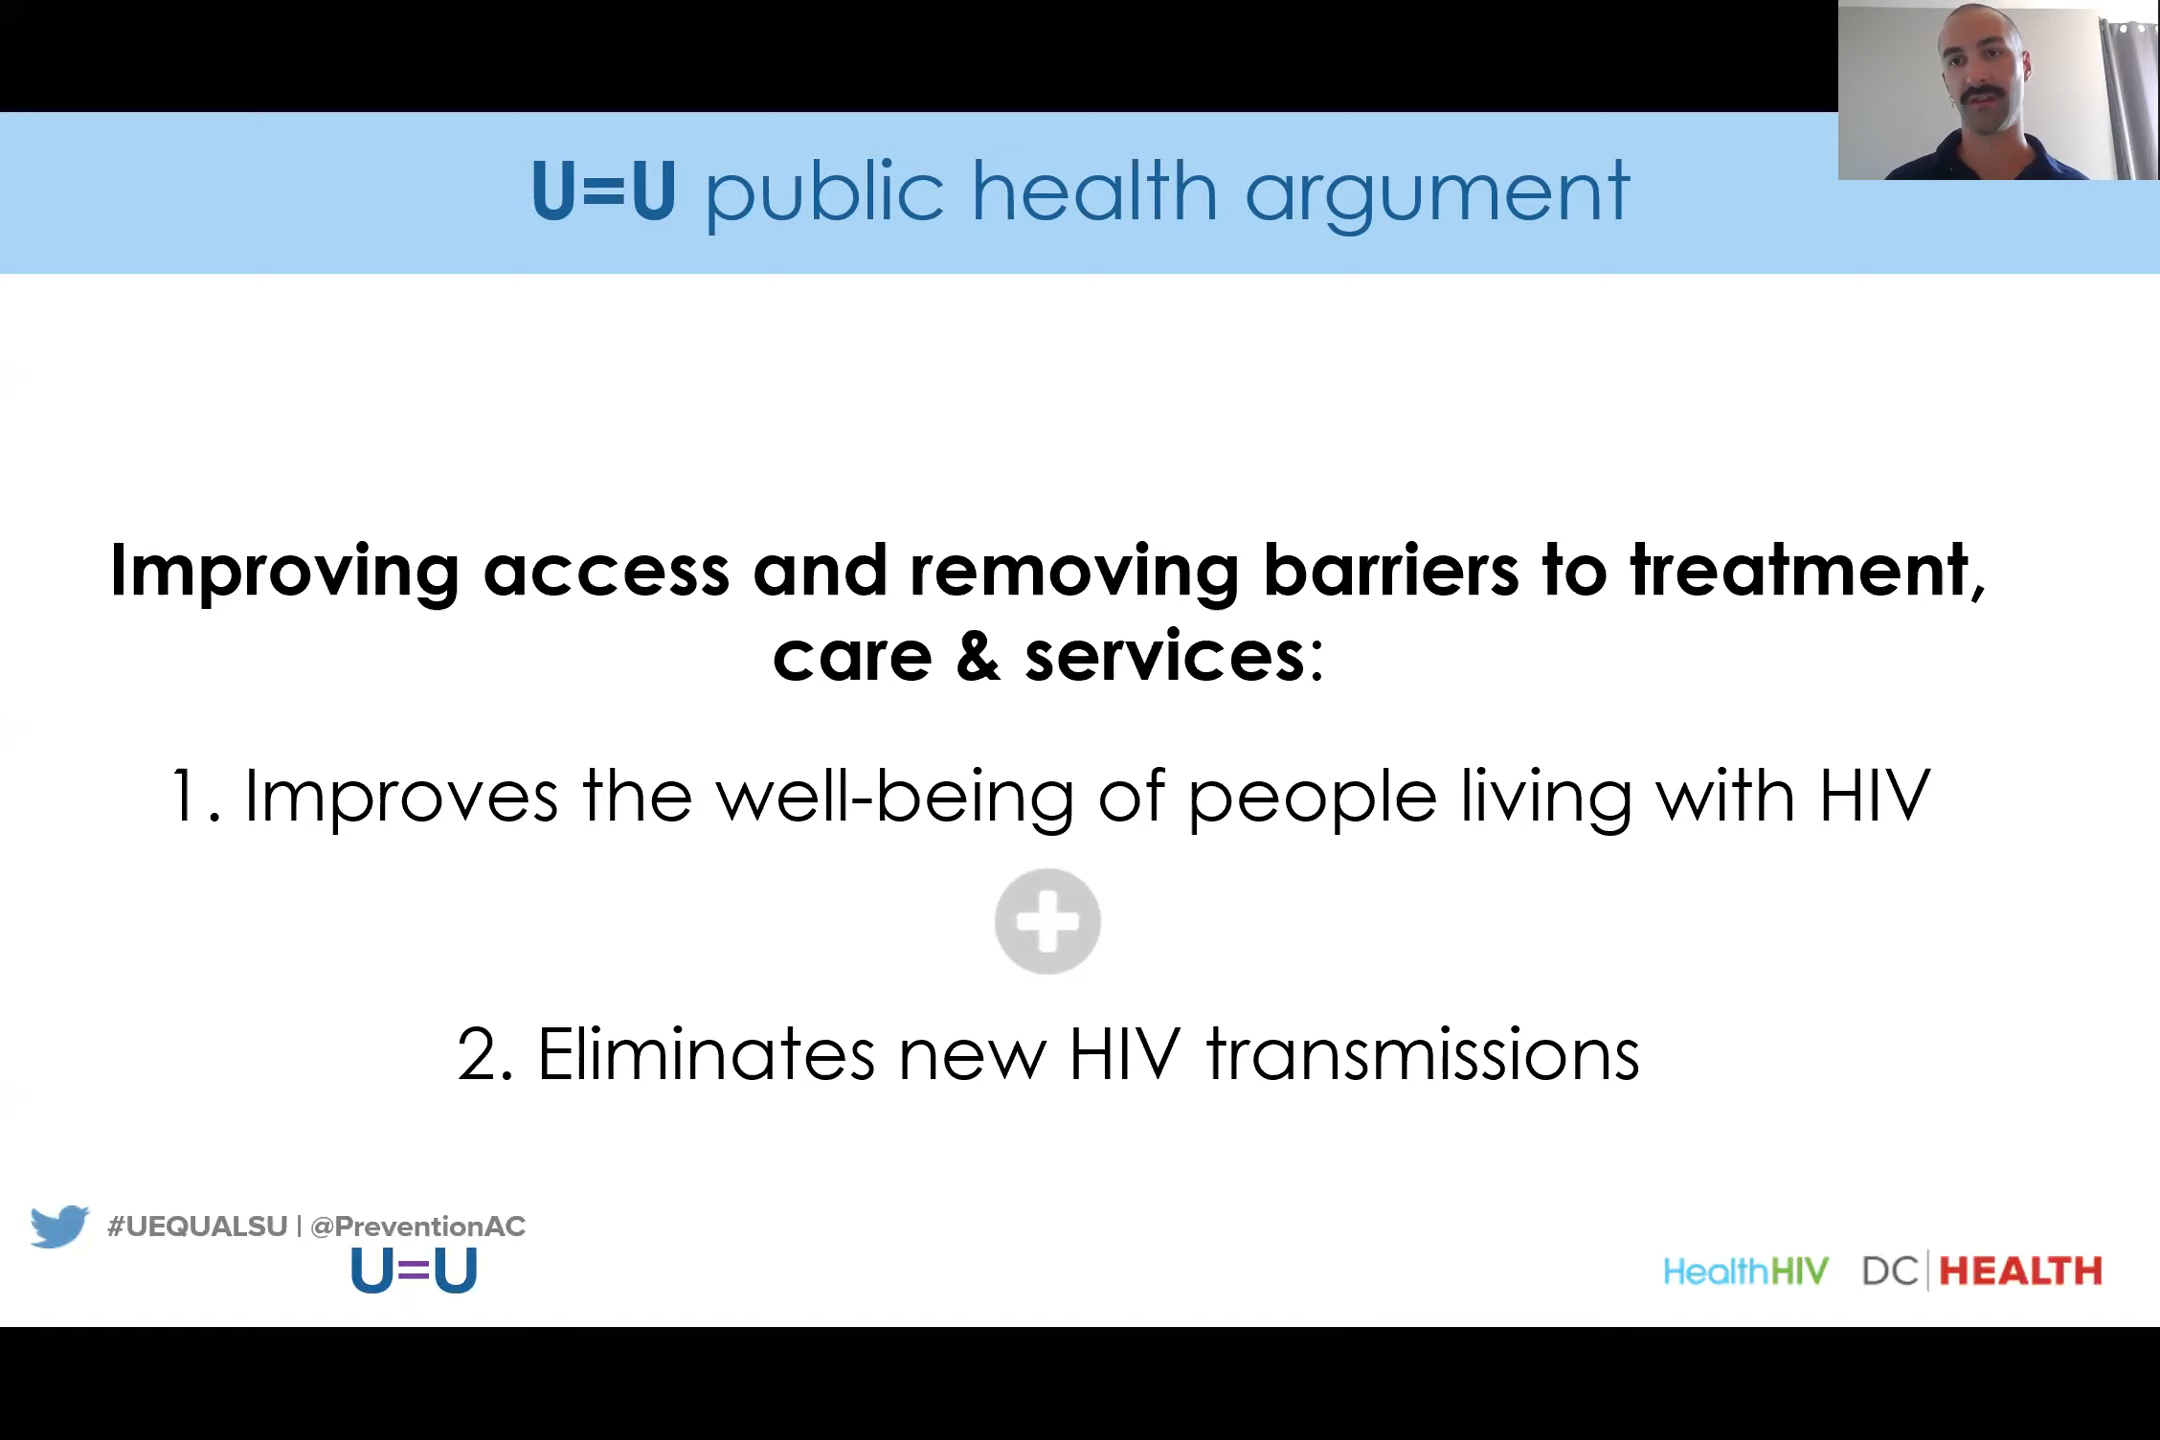 U=U public health argument
Improving access and removing barriers to treatment,
care & services:
1. Improves the well-being of people living with HIV
2. Eliminates new HIV transmissions
#UEQUALSU | @PreventionAC
U=U
HealthHIV
DC | HEALTH